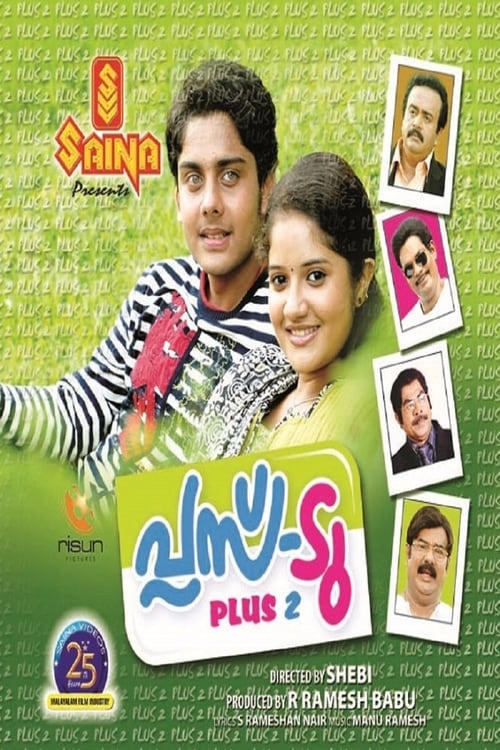 SAINA
Presents
risun
PICTURES
പ്ലസ് ടു
PLUS 2
SAINA VIDEOS
25
MALAYALAM FILM INDUSTRY
DIRECTED BY SHEBI
PRODUCED BY R RAMESH BABU
LYRICS S RAMESHAN NAIR MUSIC MANU RAMESH